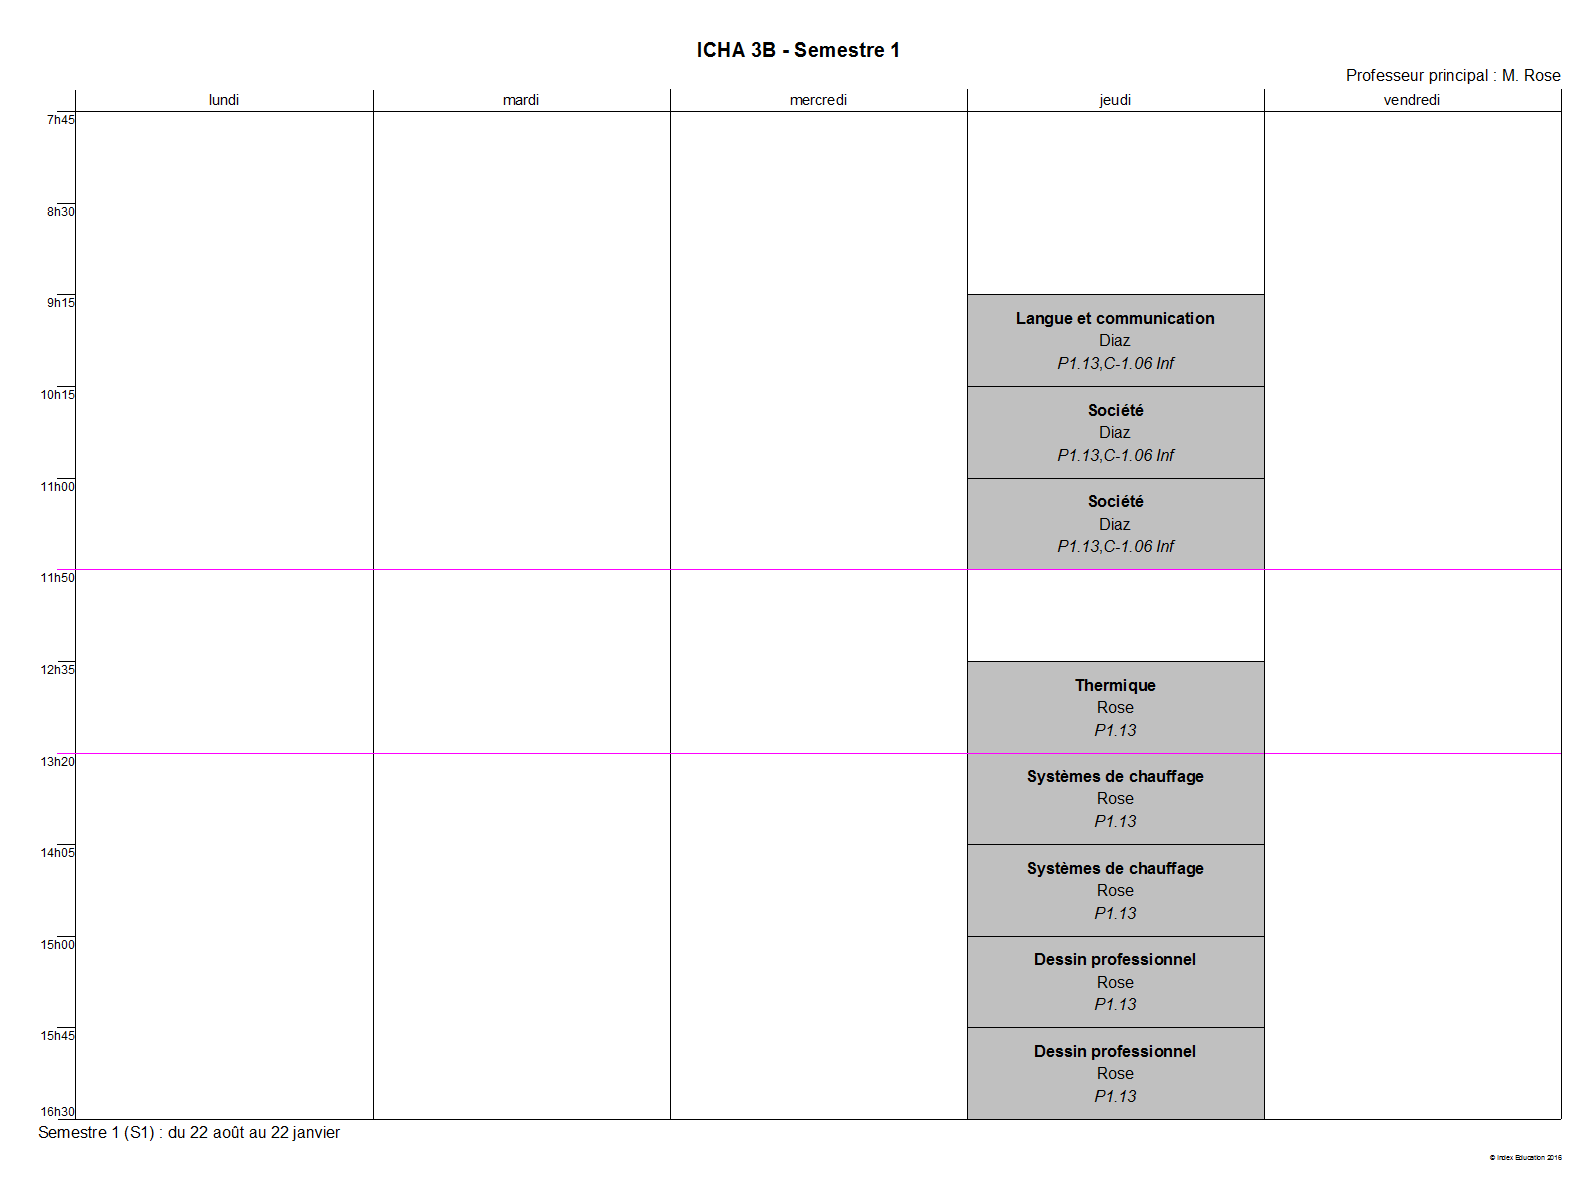 ICHA 3B - Semestre 1
Professeur principal : M. Rose
lundi mardi mercredi jeudi vendredi
7h45
8h30
9h15
Langue et communication
Diaz
P1.13,C-1.06 Inf
10h15
Société
Diaz
P1.13,C-1.06 Inf
11h00
Société
Diaz
P1.13,C-1.06 Inf
11h50
12h35
Thermique
Rose
P1.13
13h20
Systèmes de chauffage
Rose
P1.13
14h05
Systèmes de chauffage
Rose
P1.13
15h00
Dessin professionnel
Rose
P1.13
15h45
Dessin professionnel
Rose
P1.13
16h30
Semestre 1 (S1) : du 22 août au 22 janvier
© Index Education 2016